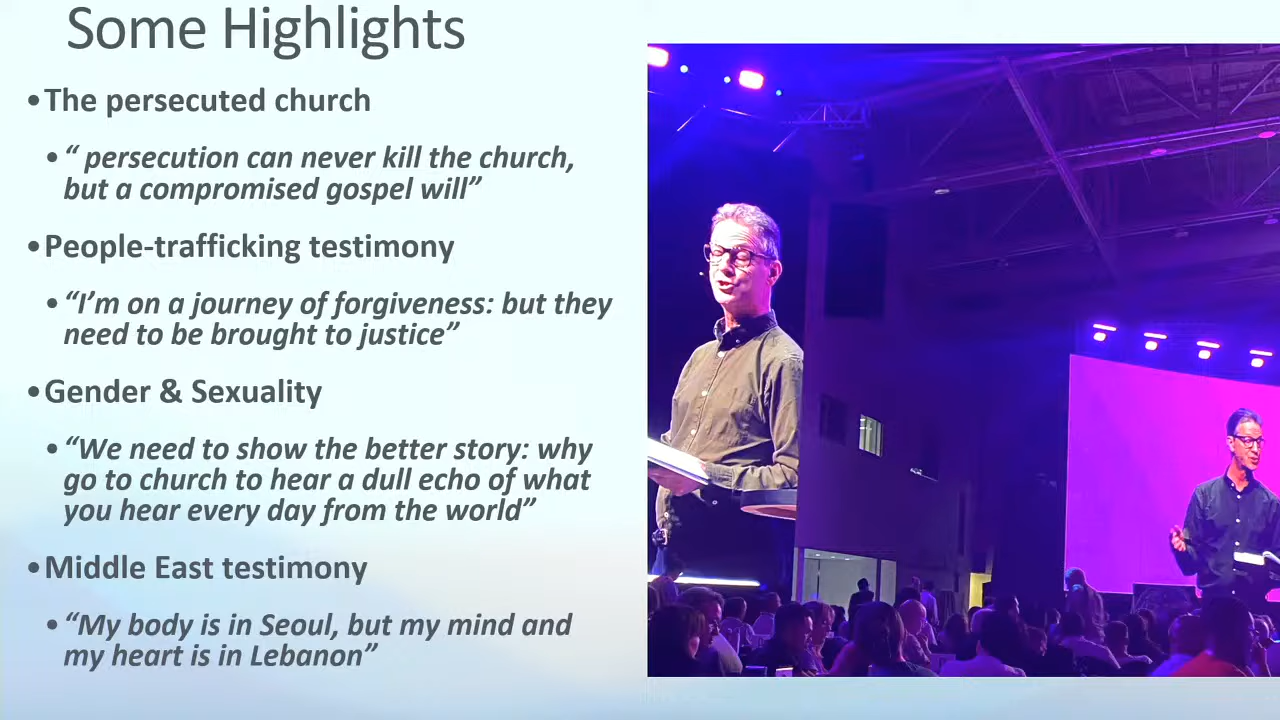 Some Highlights
•The persecuted church
•“ persecution can never kill the church,
but a compromised gospel will”
•People-trafficking testimony
•“I’m on a journey of forgiveness: but they
need to be brought to justice”
•Gender & Sexuality
•“We need to show the better story: why
go to church to hear a dull echo of what
you hear every day from the world”
•Middle East testimony
•“My body is in Seoul, but my mind and
my heart is in Lebanon”